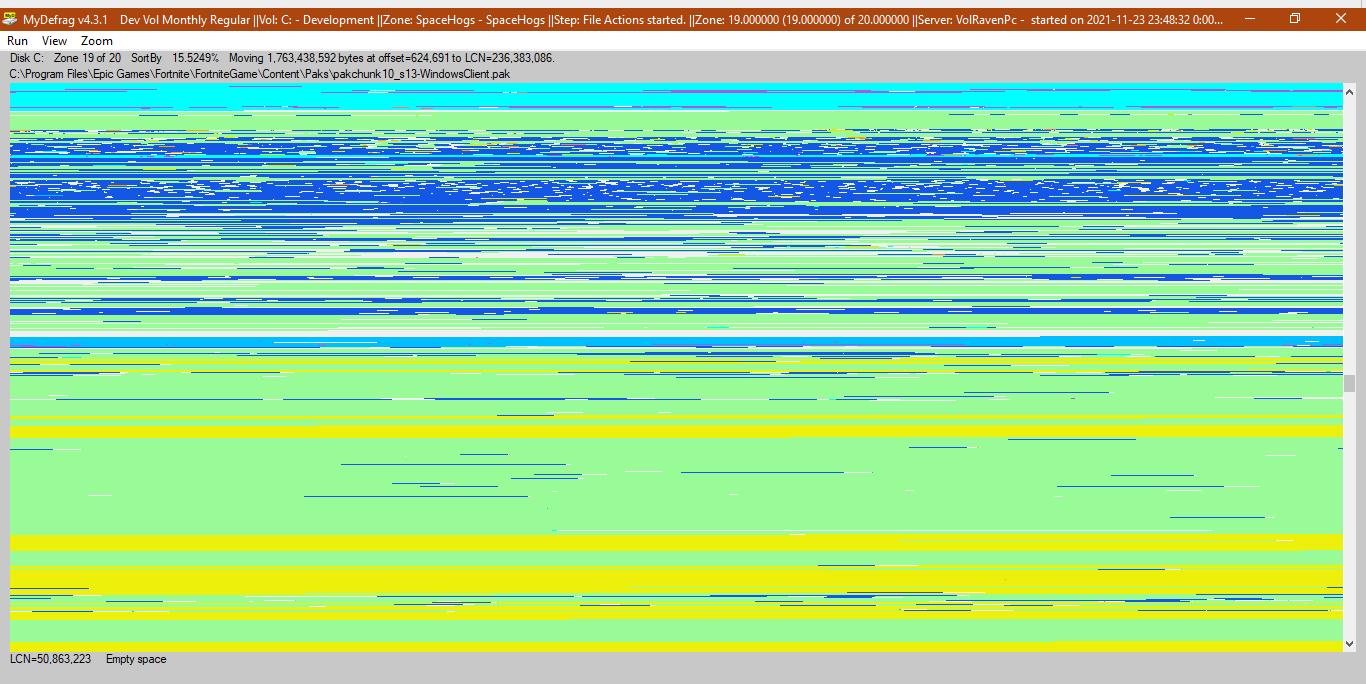 MyDefrag v4.3.1 Dev Vol Monthly Regular ||Vol: C: - Development ||Zone: SpaceHogs - SpaceHogs ||Step: File Actions started. ||Zone: 19.000000 (19.000000) of 20.000000 ||Server: VolRavenPc - started on 2021-11-23 23:48:32 0:00...
Run View Zoom
Disk C: Zone 19 of 20 SortBy 15.5249% Moving 1,763,438,592 bytes at offset=624,691 to LCN=236,383,086.
C:\Program Files\Epic Games\Fortnite\FortniteGame\Content\Paks\pakchunk10_s13-WindowsClient.pak
LCN=50,863,223 Empty space